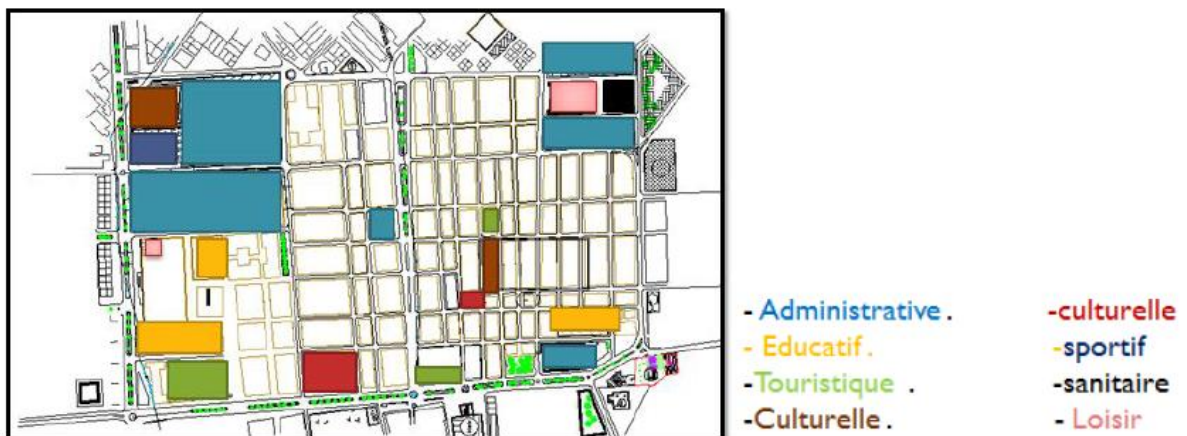 - Administrative . -culturelle
- Educatif . -sportif
-Touristique . -sanitaire
-Culturelle . - Loisir